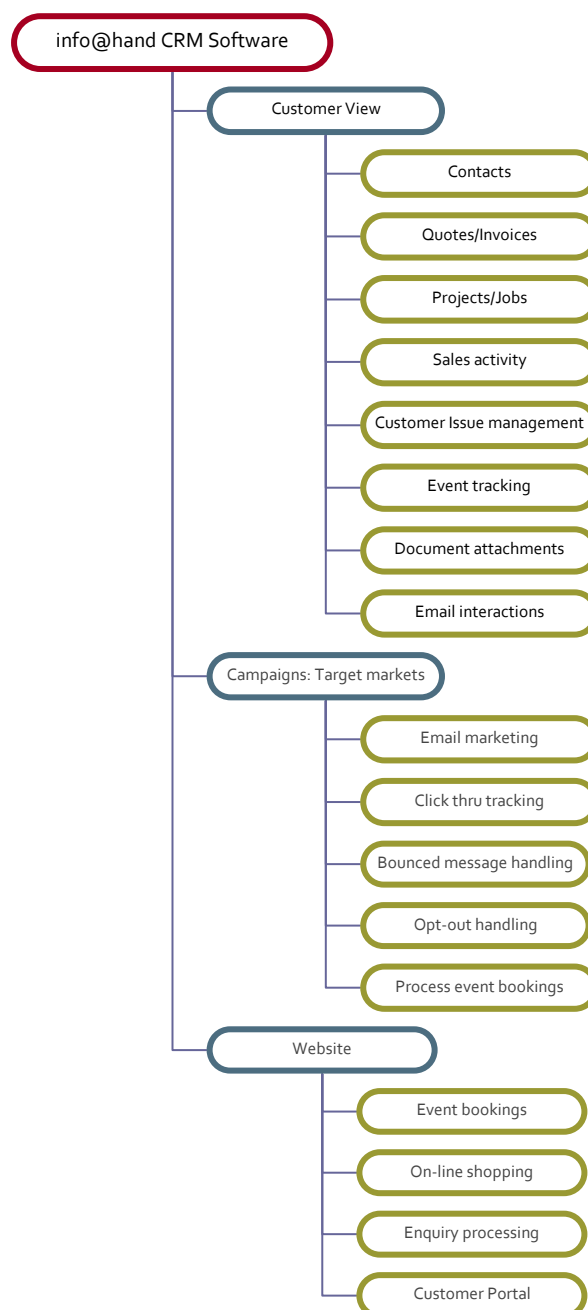 info@hand CRM Software
Customer View
Contacts
Quotes/Invoices
Projects/Jobs
Sales activity
Customer Issue management
Event tracking
Document attachments
Email interactions
Campaigns: Target markets
Email marketing
Click thru tracking
Bounced message handling
Opt-out handling
Process event bookings
Website
Event bookings
On-line shopping
Enquiry processing
Customer Portal